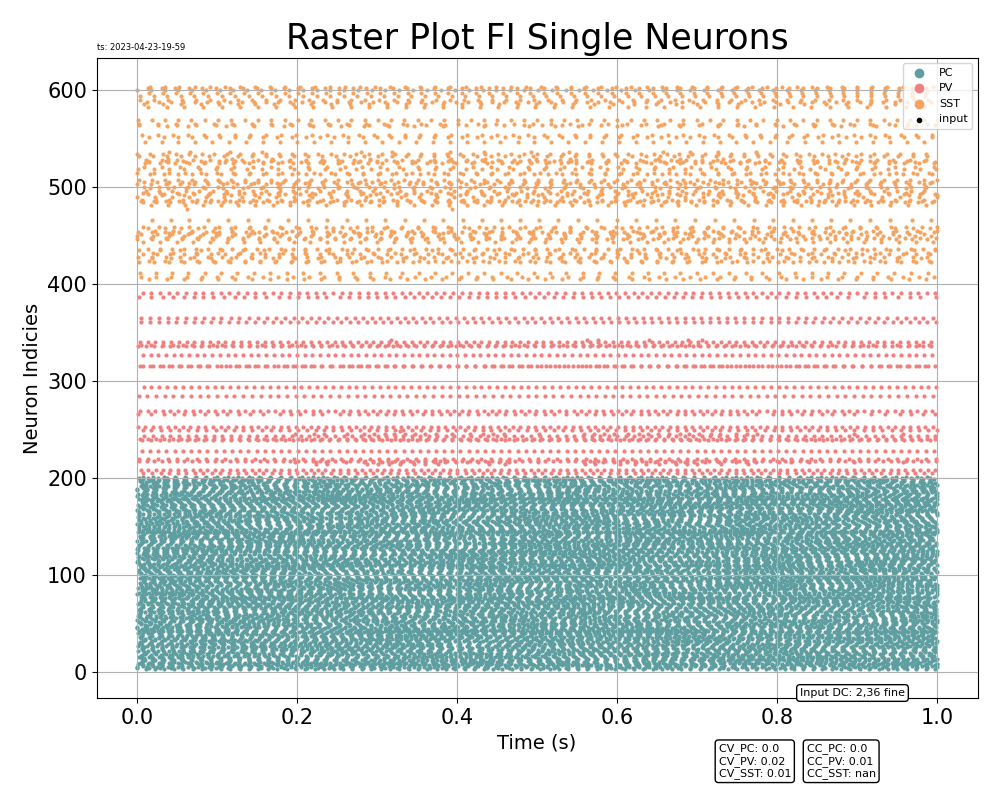 Raster Plot FI Single Neurons
ts: 2023-04-23-19-59
PC
PV
SST
input
600
500
400
300
200
100
0
Neuron Indicies
0.0 0.2 0.4 0.6 0.8 1.0
Time (s)
Input DC: 2,36 fine
CV_PC: 0.0
CV_PV: 0.02
CV_SST: 0.01
CC_PC: 0.0
CC_PV: 0.01
CC_SST: nan